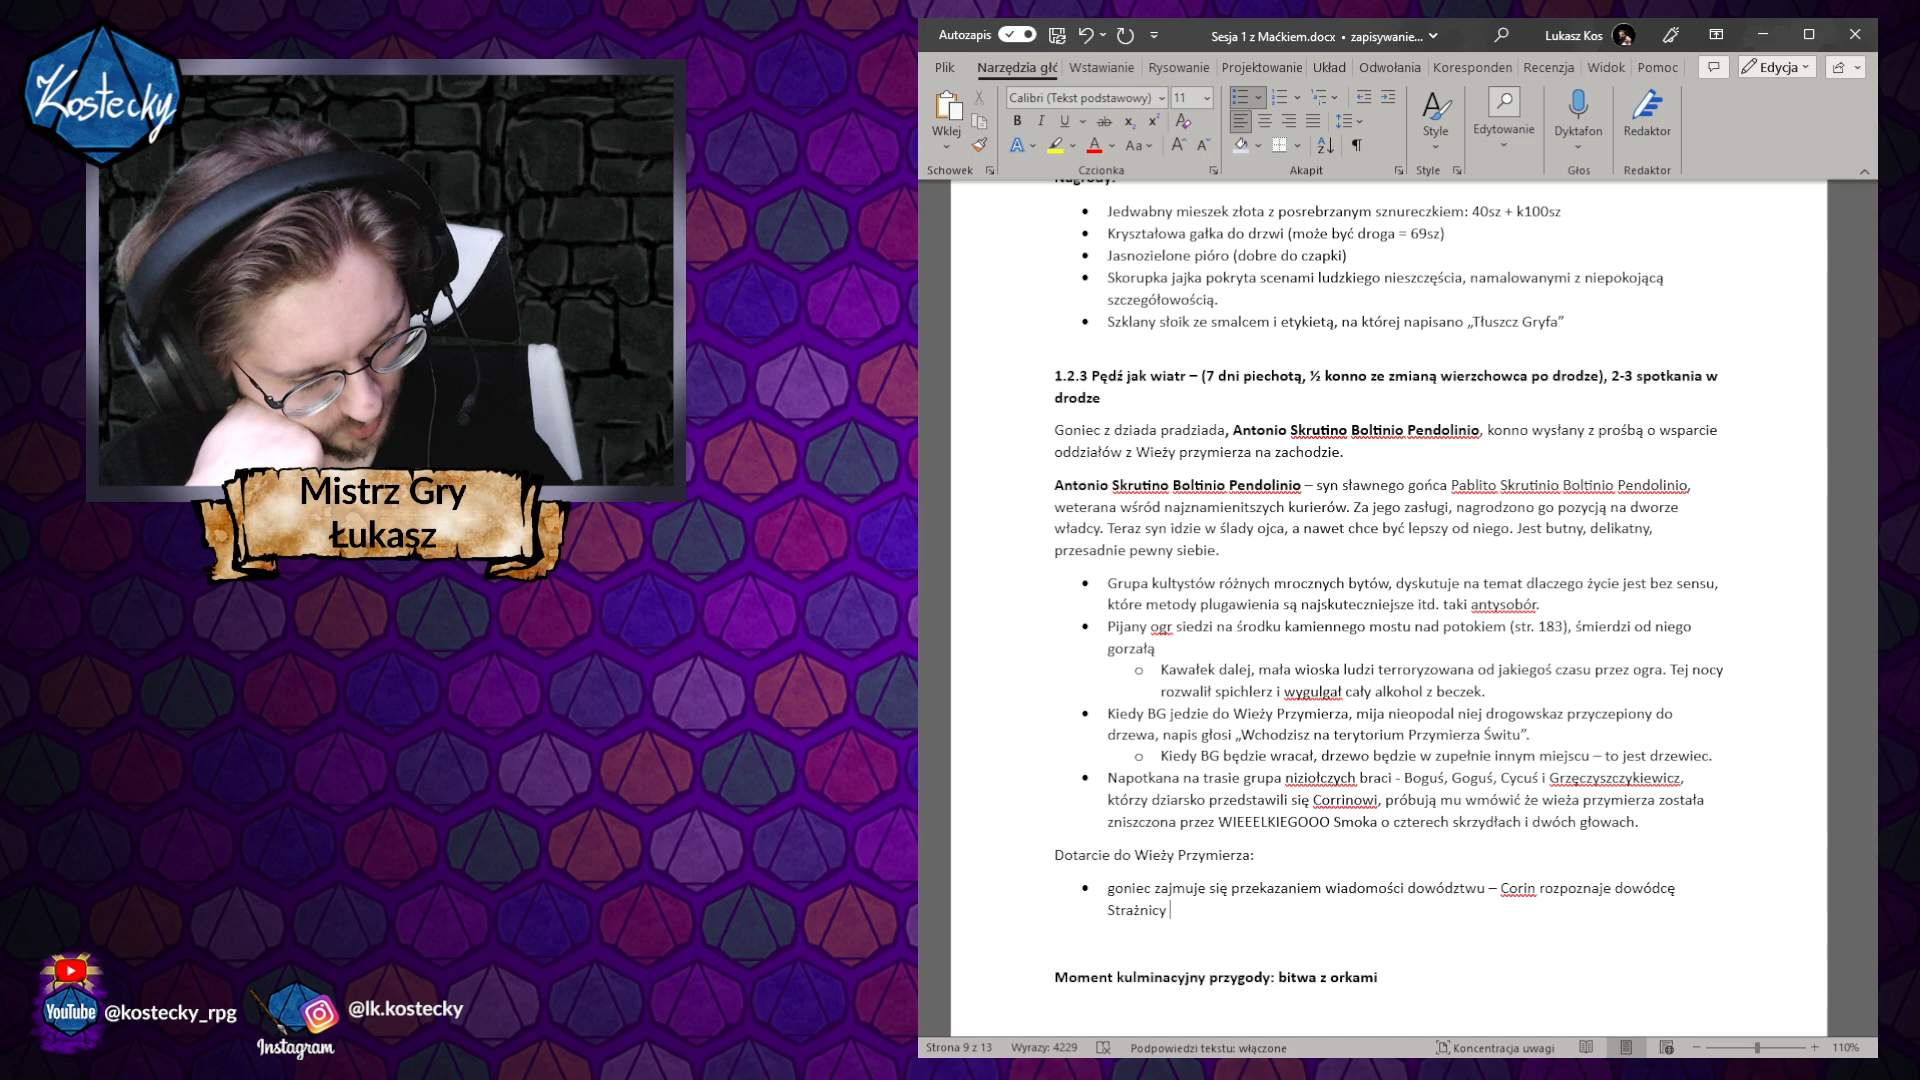 Kostecky
Mistrz Gry
Łukasz
YouTube
@kostecky_rpg
Instagram
@lk.kostecky
Autozapis
Sesja 1 z Maćkiem.docx • zapisywanie...
Lukasz Kos
Plik
Narzędzia głć
Wstawianie
Rysowanie
Projektowanie
Układ
Odwołania
Koresponden
Recenzja
Widok
Pomoc
Edycja
Wklej
Calibri (Tekst podstawowy)
11
Style
Edytowanie
Dyktafon
Redaktor
Schowek
Czcionka
Akapit
Style
Głos
Redaktor
Nagrody:
• Jedwabny mieszek złota z posrebrzanym sznureczkiem: 40sz + k100sz
• Kryształowa gałka do drzwi (może być droga = 69sz)
• Jasnozielone pióro (dobre do czapki)
• Skorupka jajka pokryta scenami ludzkiego nieszczęścia, namalowanymi z niepokojącą
szczegółowością.
• Szklany słoik ze smalcem i etykietą, na której napisano „Tłuszcz Gryfa”
1.2.3 Pędź jak wiatr – (7 dni piechotą, ½ konno ze zmianą wierzchowca po drodze), 2-3 spotkania w
drodze
Goniec z dziada pradziada, Antonio Skrutino Boltinio Pendolinio, konno wysłany z prośbą o wsparcie
oddziałów z Wieży przymierza na zachodzie.
Antonio Skrutino Boltinio Pendolinio – syn sławnego gońca Pablito Skrutinio Boltinio Pendolinio,
weterana wśród najznamienitszych kurierów. Za jego zasługi, nagrodzono go pozycją na dworze
władcy. Teraz syn idzie w ślady ojca, a nawet chce być lepszy od niego. Jest butny, delikatny,
przesadnie pewny siebie.
• Grupa kultystów różnych mrocznych bytów, dyskutuje na temat dlaczego życie jest bez sensu,
które metody plugawienia są najskuteczniejsze itd. taki antysobór.
• Pijany ogr siedzi na środku kamiennego mostu nad potokiem (str. 183), śmierdzi od niego
gorzałą
o Kawałek dalej, mała wioska ludzi terroryzowana od jakiegoś czasu przez ogra. Tej nocy
rozwalił spichlerz i wygulgał cały alkohol z beczek.
• Kiedy BG jedzie do Wieży Przymierza, mija nieopodal niej drogowskaz przyczepiony do
drzewa, napis głosi „Wchodzisz na terytorium Przymierza Świtu”.
o Kiedy BG będzie wracał, drzewo będzie w zupełnie innym miejscu – to jest drzewiec.
• Napotkana na trasie grupa niziołczych braci - Boguś, Goguś, Cycuś i Grzęczyszczykiewicz,
którzy dziarsko przedstawili się Corrinowi, próbują mu wmówić że wieża przymierza została
zniszczona przez WIEEELKIEGOOO Smoka o czterech skrzydłach i dwóch głowach.
Dotarcie do Wieży Przymierza:
• goniec zajmuje się przekazaniem wiadomości dowództwu – Corin rozpoznaje dowódcę
Strażnicy
Moment kulminacyjny przygody: bitwa z orkami
Strona 9 z 13
Wyrazy: 4229
Podpowiedzi tekstu: włączone
Koncentracja uwagi
110%